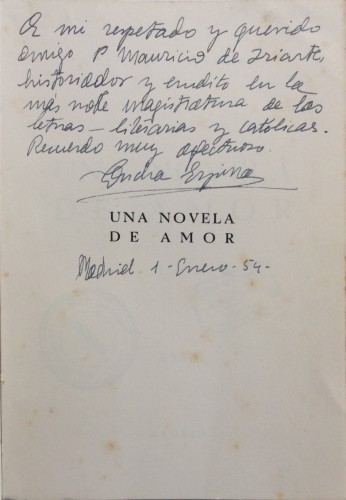 A mi respetado y querido
amigo P Mauricio de Iriarte,
historiador y erudito en la
más noble magistratura de las
letras - literarias y católicas.
Recuerdo muy afectuoso.
Concha Espina
UNA NOVELA
DE AMOR
Madrid 1 - Enero - 54 -